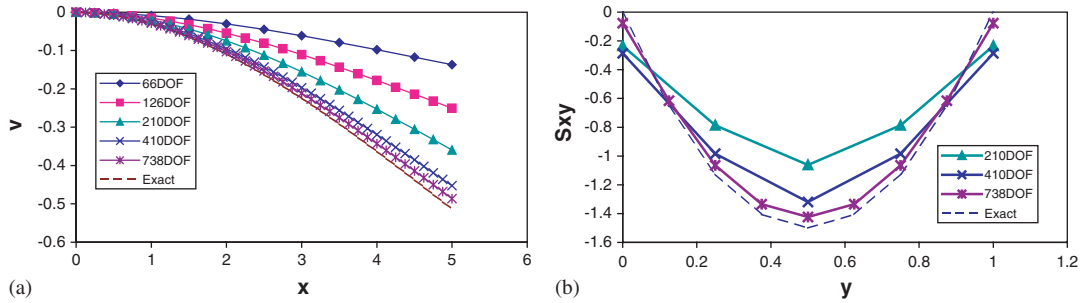 0
-0.1
-0.2
-0.3
-0.4
-0.5
-0.6
v
66DOF
126DOF
210DOF
410DOF
738DOF
Exact
0 1 2 3 4 5 6
x
(a)
0
-0.2
-0.4
-0.6
-0.8
-1
-1.2
-1.4
-1.6
Sxy
210DOF
410DOF
738DOF
Exact
0 0.2 0.4 0.6 0.8 1 1.2
y
(b)